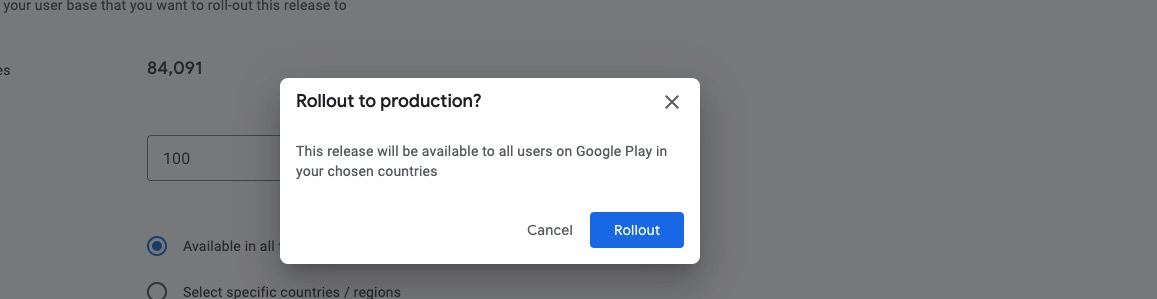 your user base that you want to roll-out this release to
es
84,091
Rollout to production?
100
This release will be available to all users on Google Play in
your chosen countries
Cancel
Rollout
Available in all
Select specific countries / regions